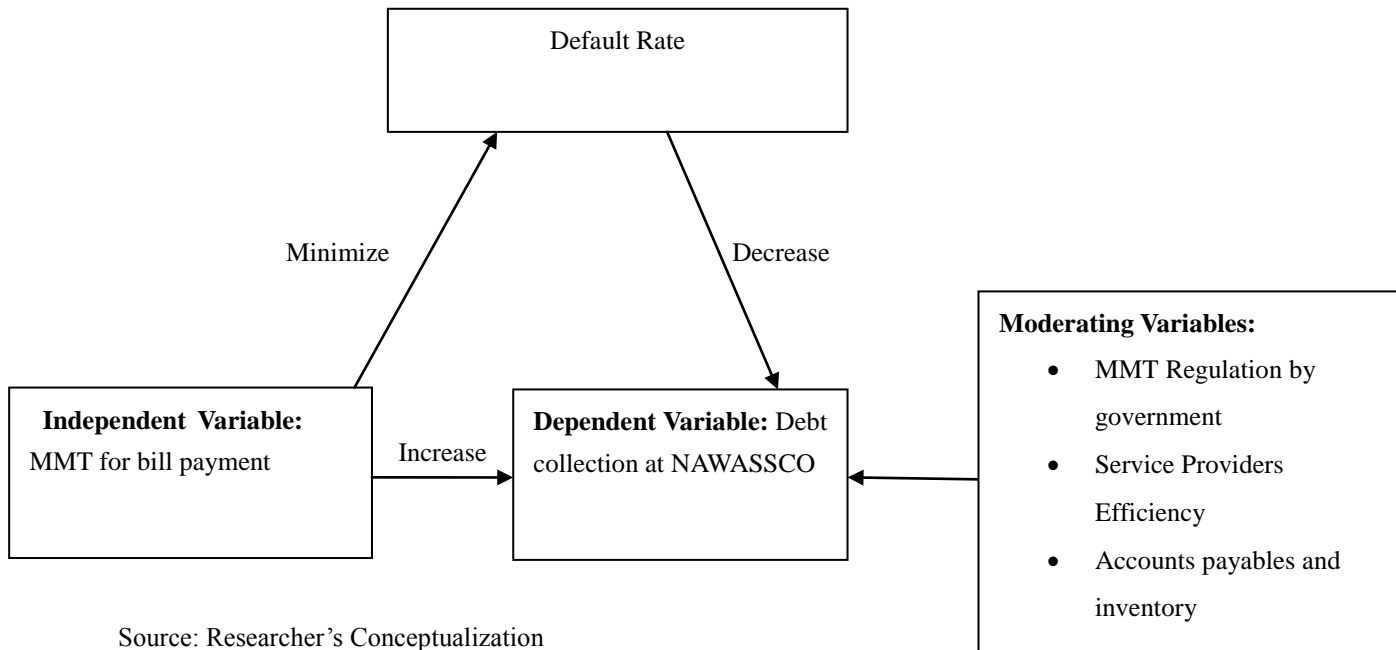 Default Rate
Minimize
Decrease
Independent Variable:
MMT for bill payment
Increase
Dependent Variable: Debt
collection at NAWASSCO
Moderating Variables:
• MMT Regulation by
government
• Service Providers
Efficiency
• Accounts payables and
inventory
Source: Researcher's Conceptualization